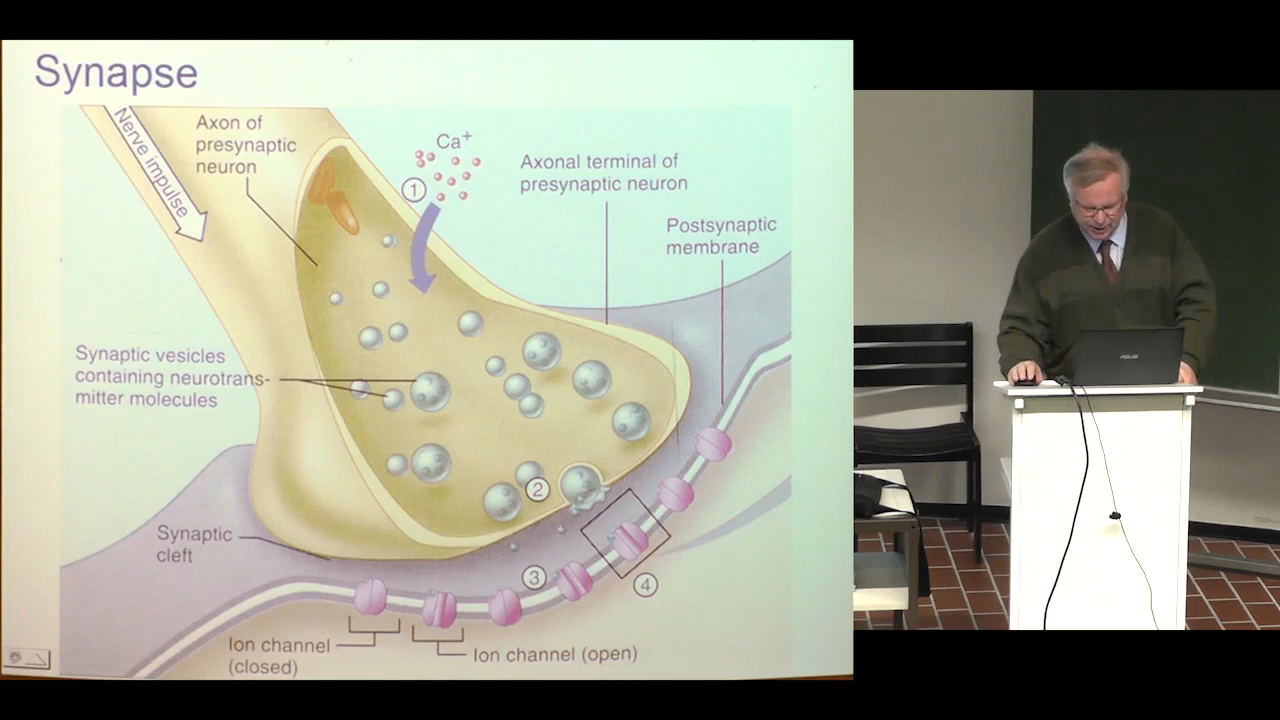 Synapse
Nerve impulse
Axon of
presynaptic
neuron
Ca+
1
Axonal terminal of
presynaptic neuron
Postsynaptic
membrane
Synaptic vesicles
containing neurotrans-
mitter molecules
2
Synaptic
cleft
3
4
Ion channel
(closed)
Ion channel (open)
ASUS